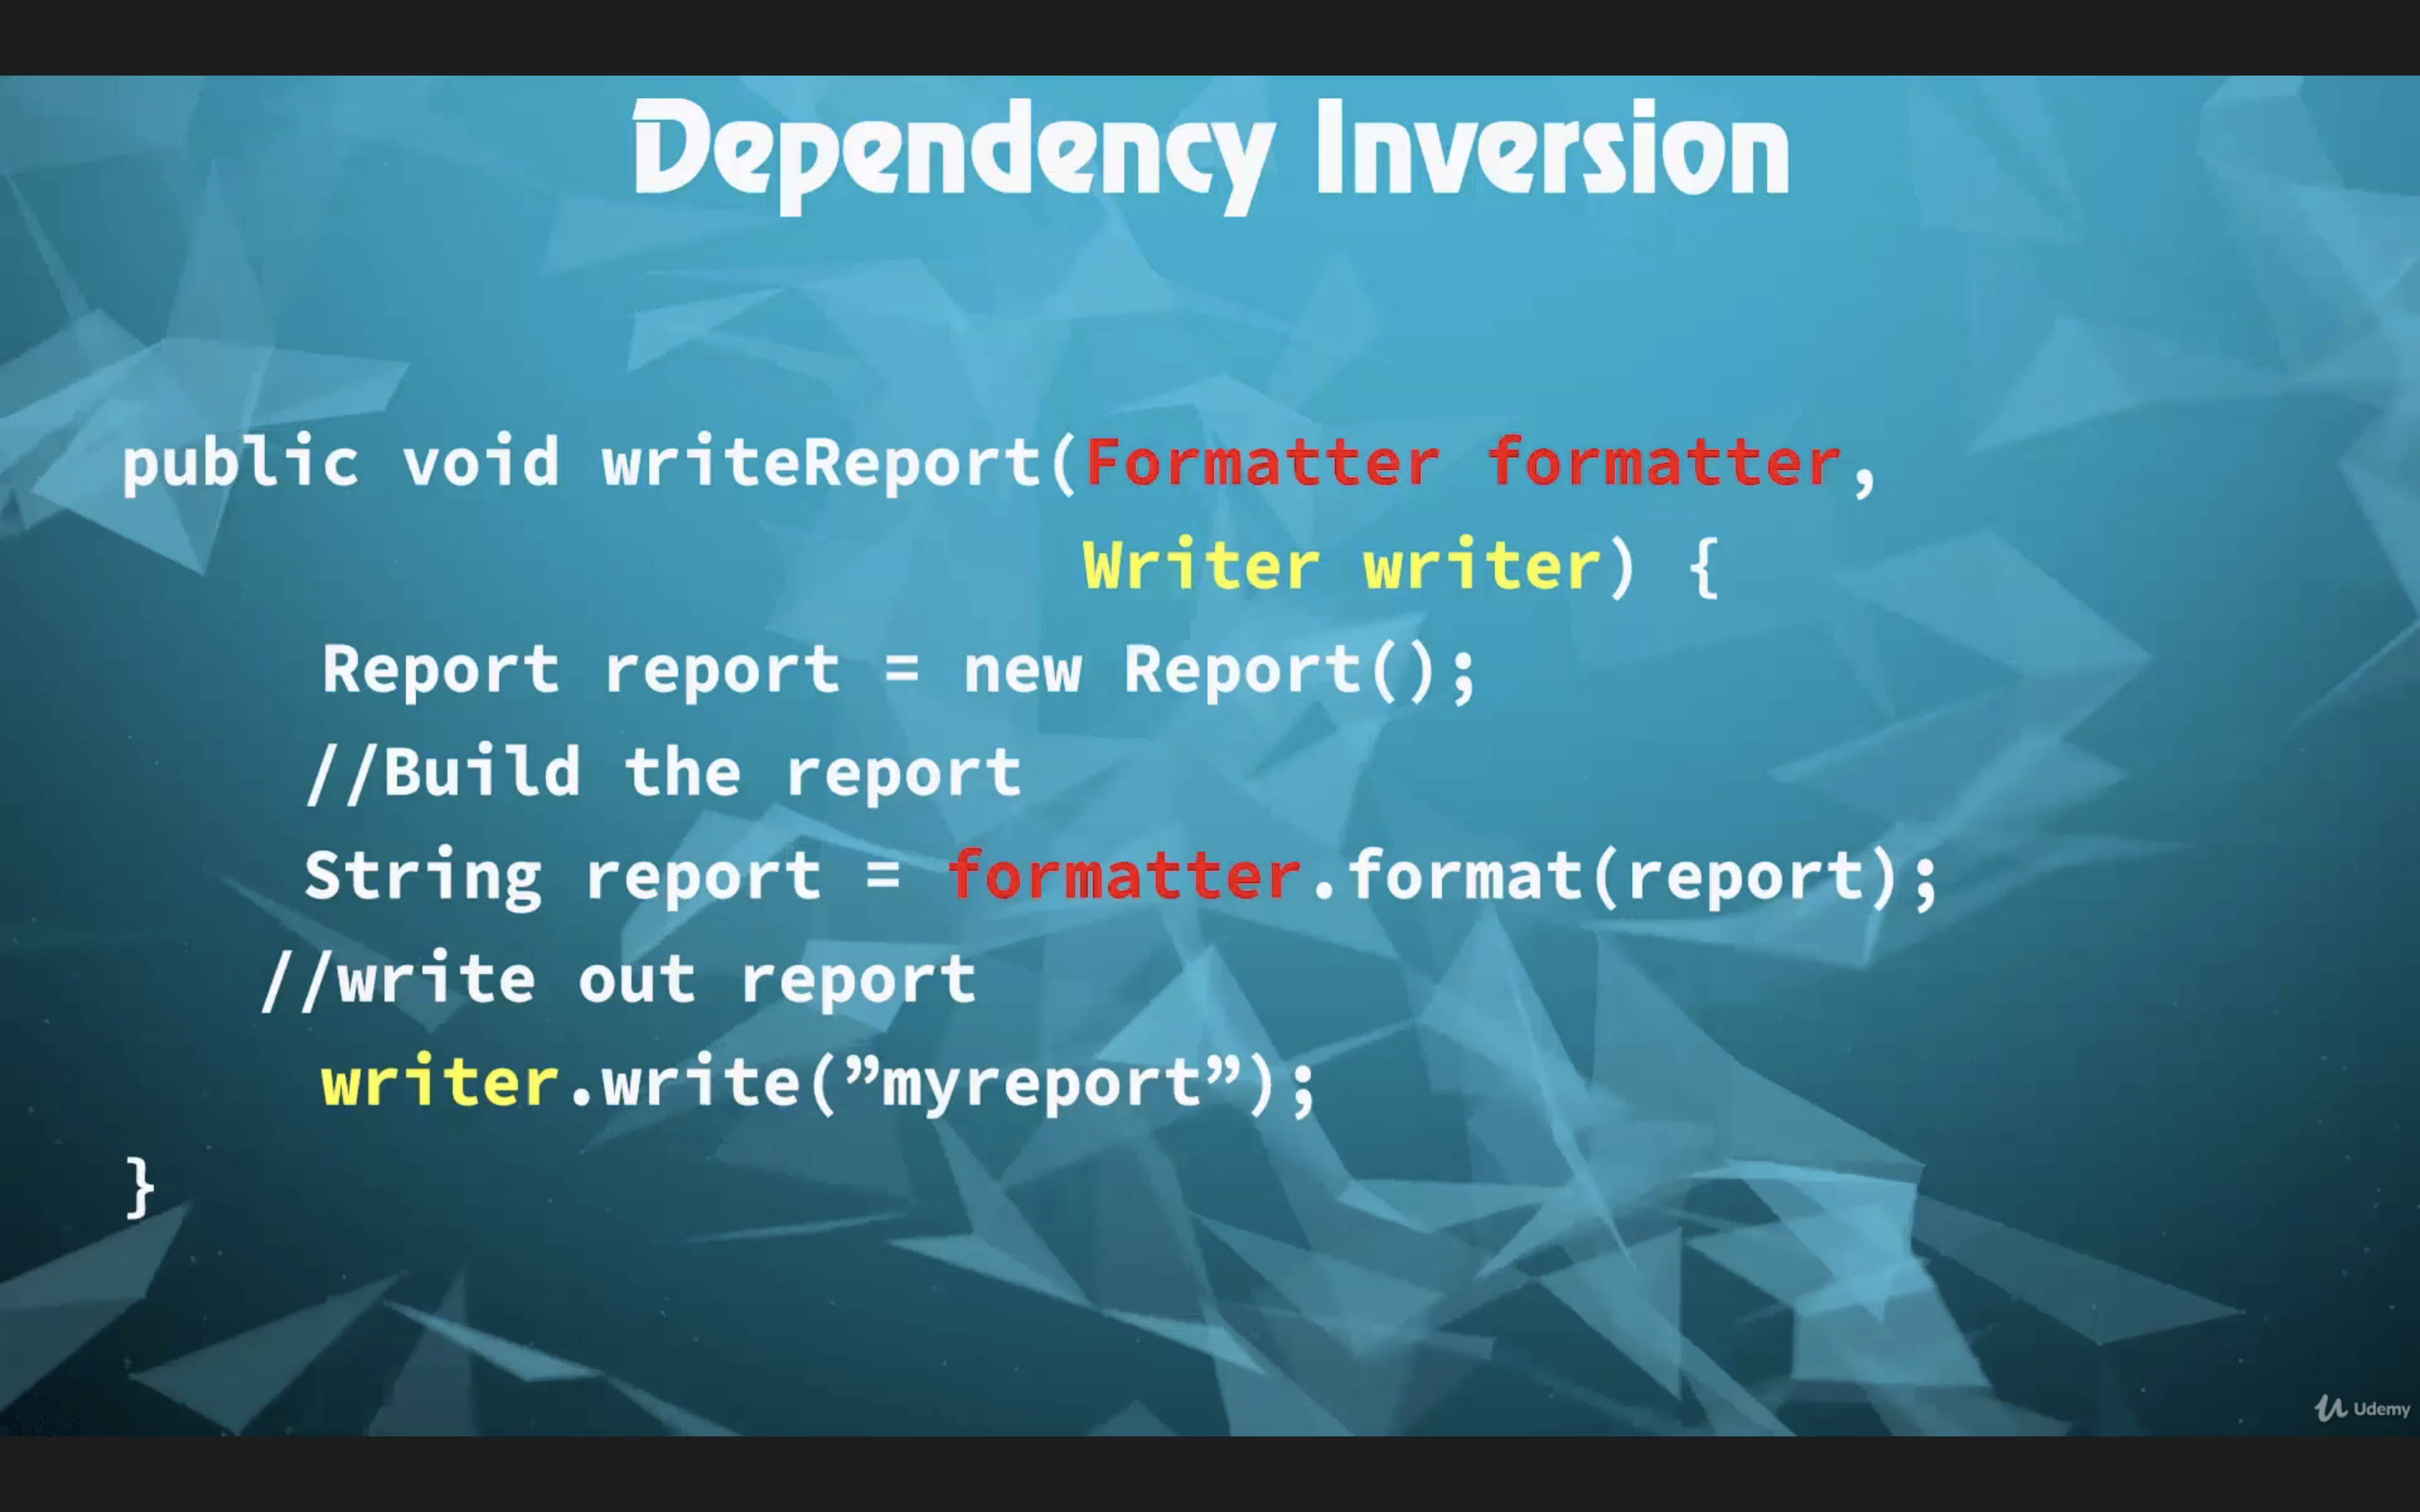 Dependency Inversion
public void writeReport(Formatter formatter,
Writer writer) {
Report report = new Report();
//Build the report
String report = formatter.format(report);
//write out report
writer.write(”myreport”);
}
Udemy